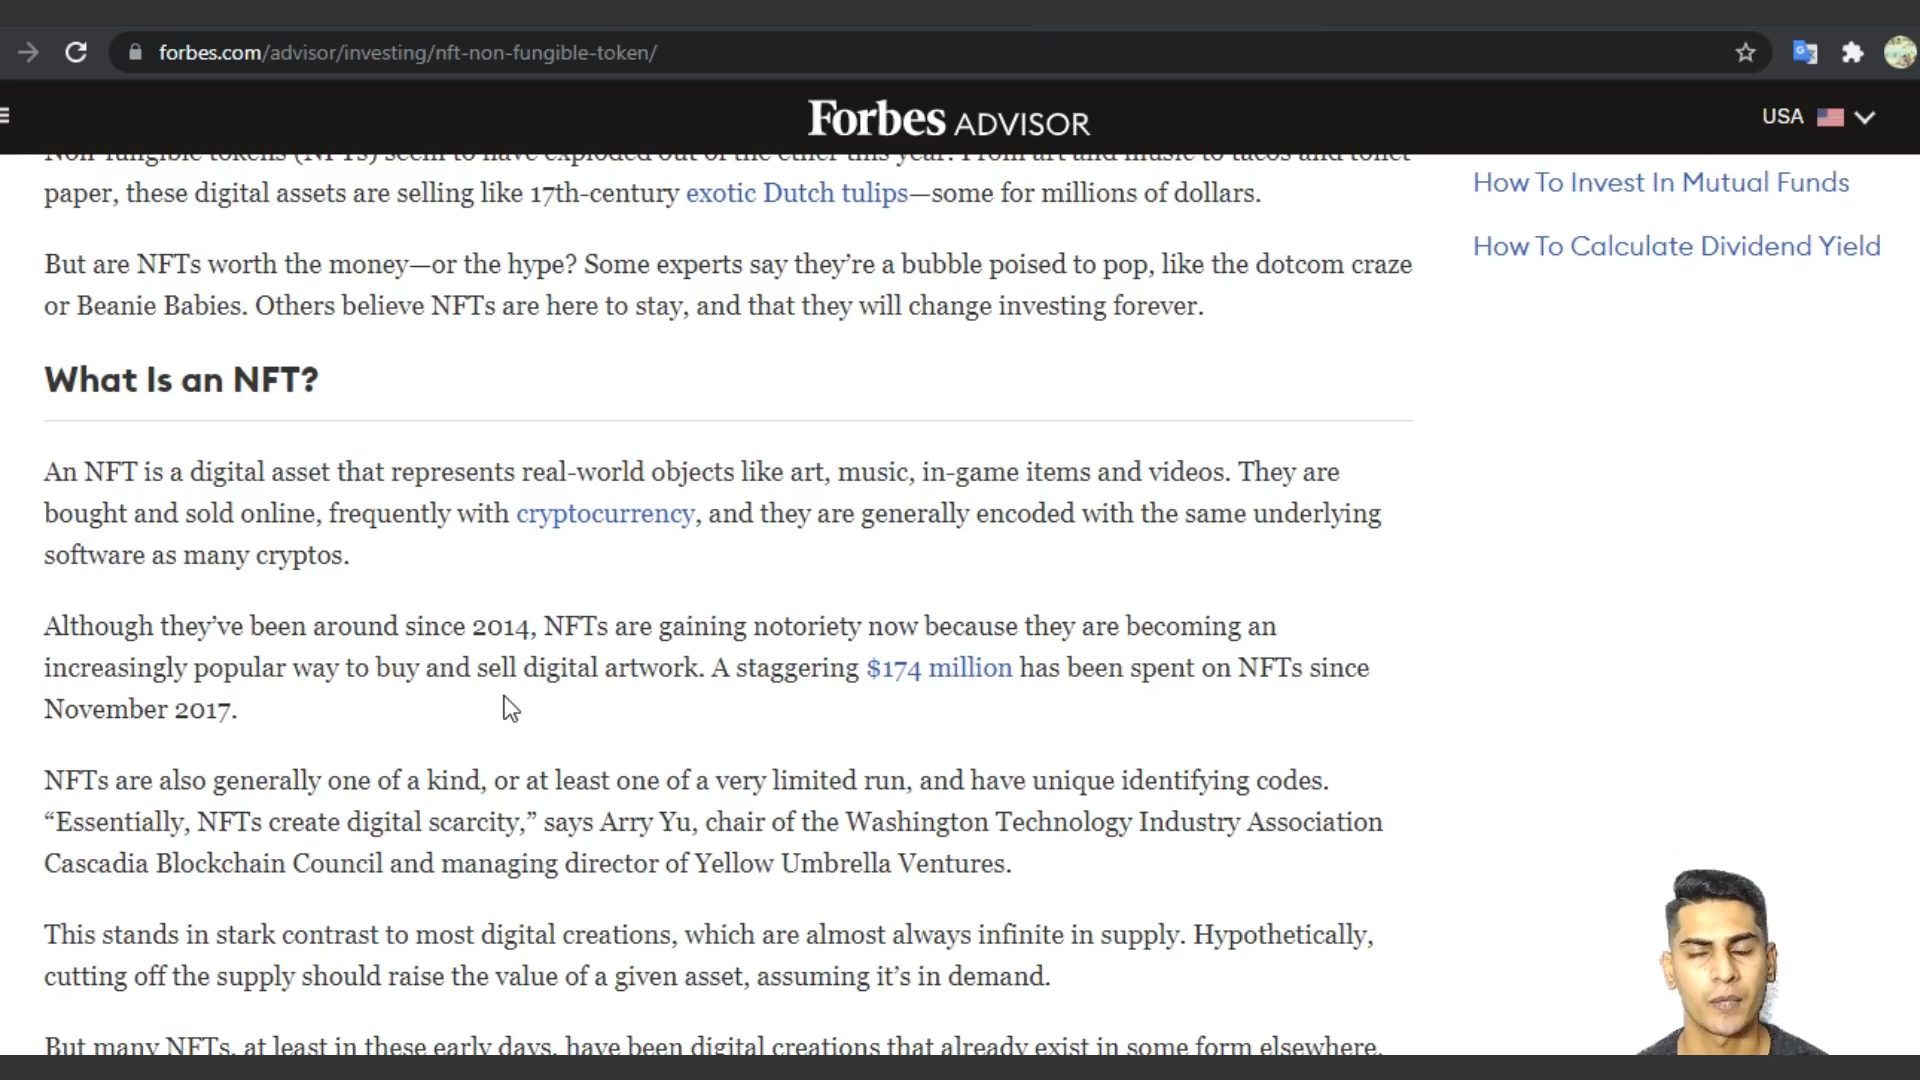 forbes.com/advisor/investing/nft-non-fungible-token/
Forbes ADVISOR
USA
Non-fungible tokens (NFTs) seem to have exploded out of the ether this year. From art and music to tacos and toilet
paper, these digital assets are selling like 17th-century exotic Dutch tulips—some for millions of dollars.
But are NFTs worth the money—or the hype? Some experts say they’re a bubble poised to pop, like the dotcom craze
or Beanie Babies. Others believe NFTs are here to stay, and that they will change investing forever.
What Is an NFT?
An NFT is a digital asset that represents real-world objects like art, music, in-game items and videos. They are
bought and sold online, frequently with cryptocurrency, and they are generally encoded with the same underlying
software as many cryptos.
Although they’ve been around since 2014, NFTs are gaining notoriety now because they are becoming an
increasingly popular way to buy and sell digital artwork. A staggering $174 million has been spent on NFTs since
November 2017.
NFTs are also generally one of a kind, or at least one of a very limited run, and have unique identifying codes.
“Essentially, NFTs create digital scarcity,” says Arry Yu, chair of the Washington Technology Industry Association
Cascadia Blockchain Council and managing director of Yellow Umbrella Ventures.
This stands in stark contrast to most digital creations, which are almost always infinite in supply. Hypothetically,
cutting off the supply should raise the value of a given asset, assuming it’s in demand.
But many NFTs, at least in these early days, have been digital creations that already exist in some form elsewhere,
How To Invest In Mutual Funds
How To Calculate Dividend Yield